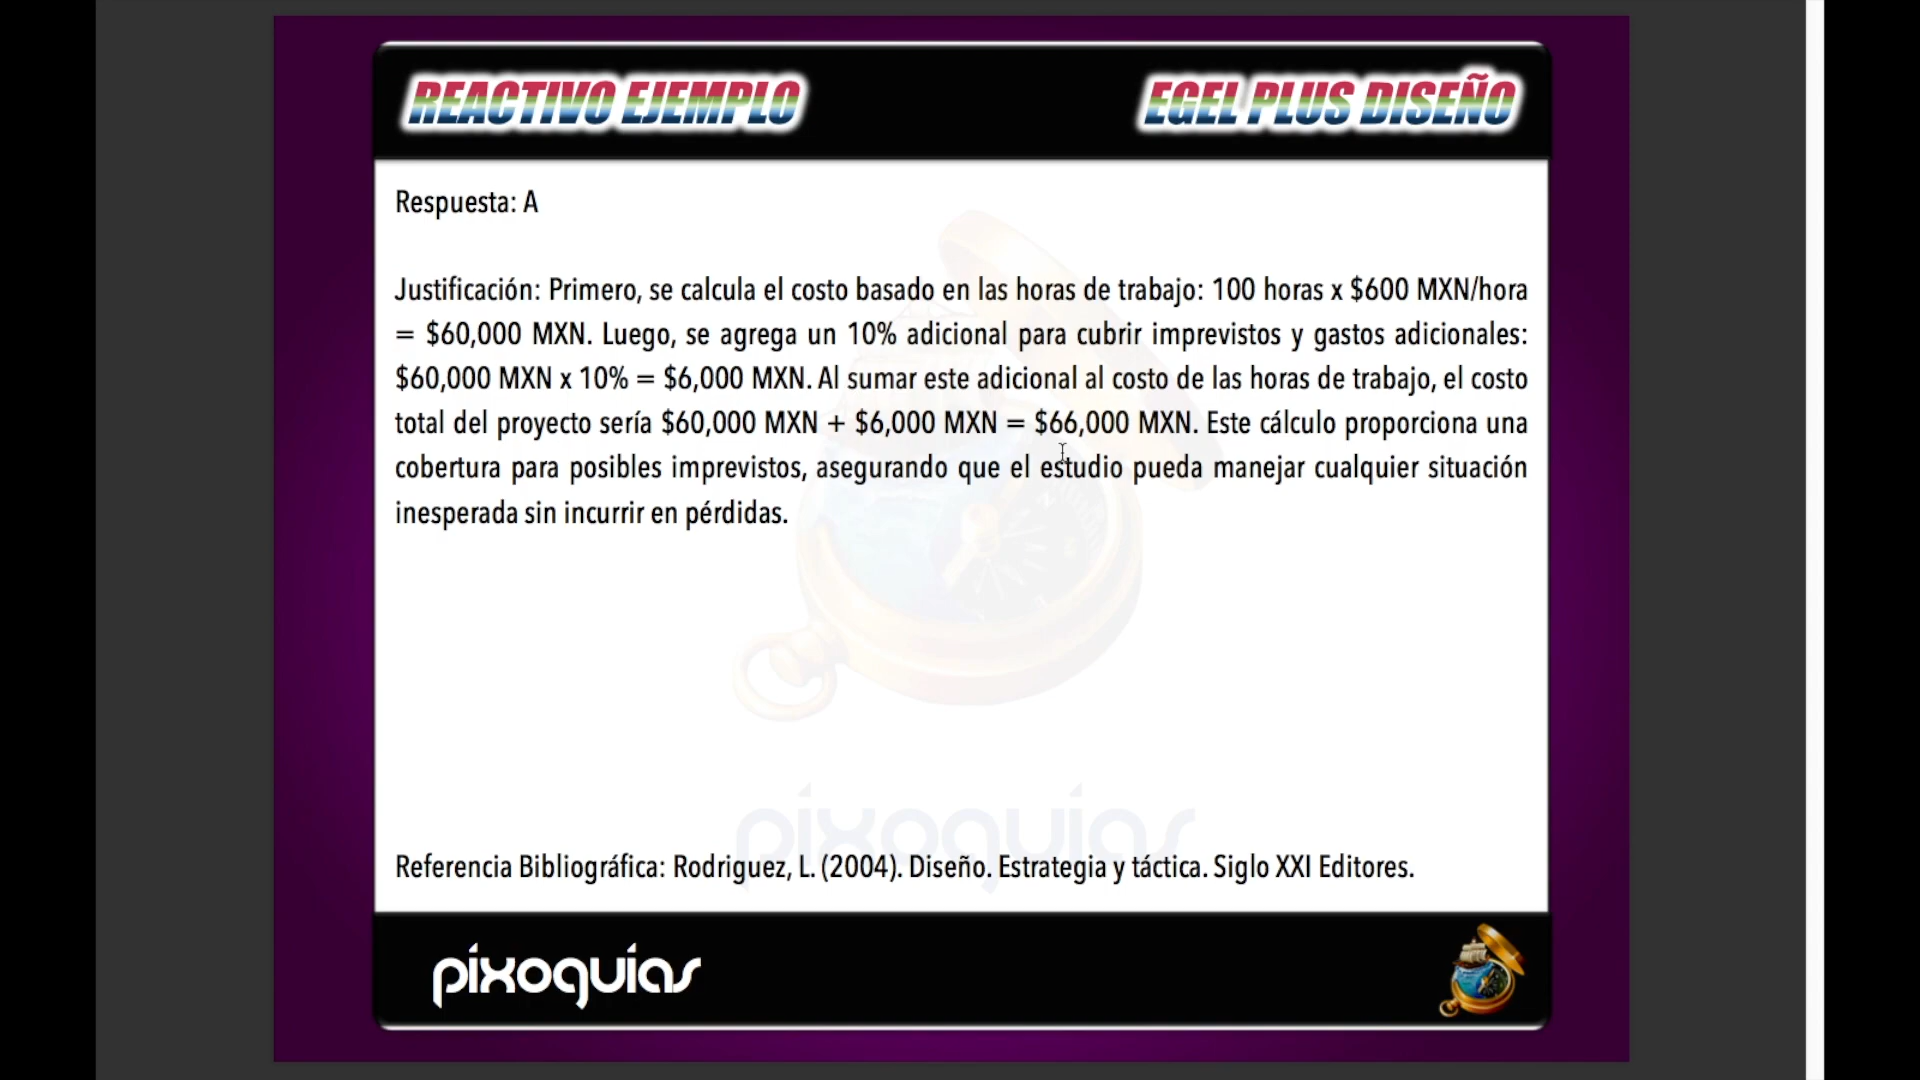 REACTIVO EJEMPLO
EGEL PLUS DISEÑO
Respuesta: A
Justificación: Primero, se calcula el costo basado en las horas de trabajo: 100 horas x $600 MXN/hora
= $60,000 MXN. Luego, se agrega un 10% adicional para cubrir imprevistos y gastos adicionales:
$60,000 MXN x 10% = $6,000 MXN. Al sumar este adicional al costo de las horas de trabajo, el costo
total del proyecto sería $60,000 MXN + $6,000 MXN = $66,000 MXN. Este cálculo proporciona una
cobertura para posibles imprevistos, asegurando que el estudio pueda manejar cualquier situación
inesperada sin incurrir en pérdidas.
pixoguias
Referencia Bibliográfica: Rodriguez, L. (2004). Diseño. Estrategia y táctica. Siglo XXI Editores.
pixoguias